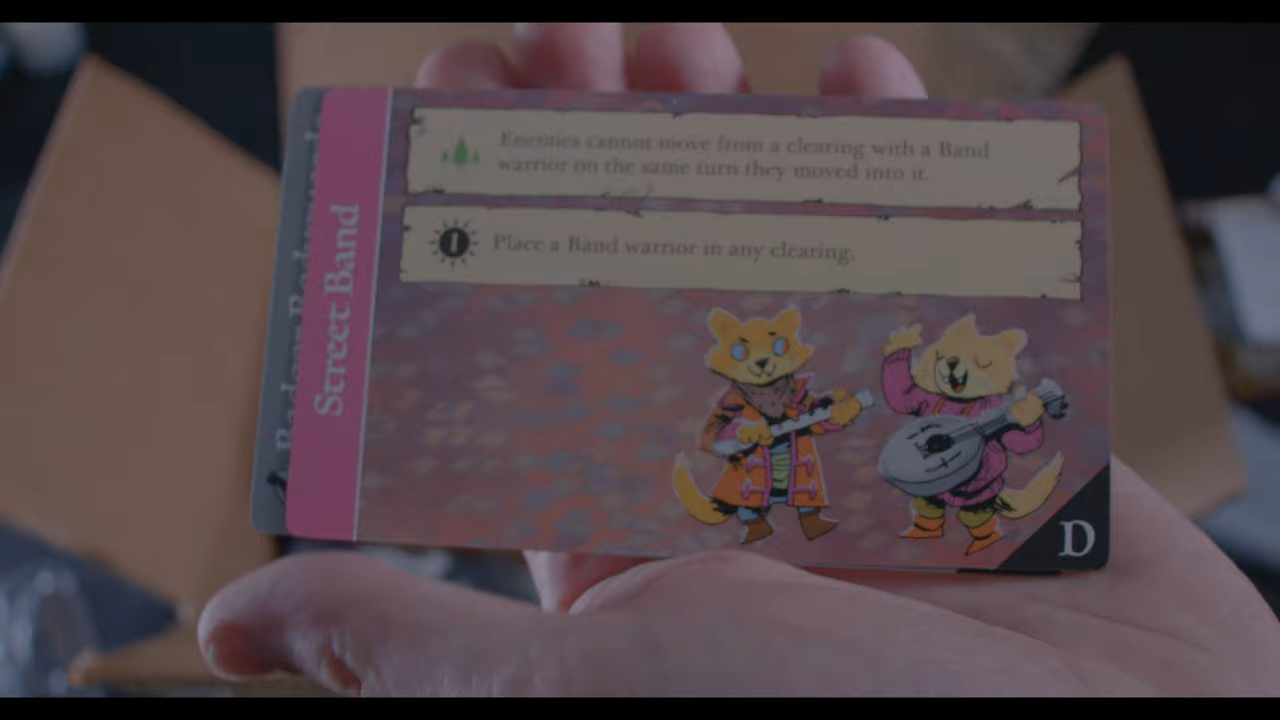 Enemies cannot move from a clearing with a Band
warrior on the same turn they moved into it.
1 Place a Band warrior in any clearing.
Street Band
D